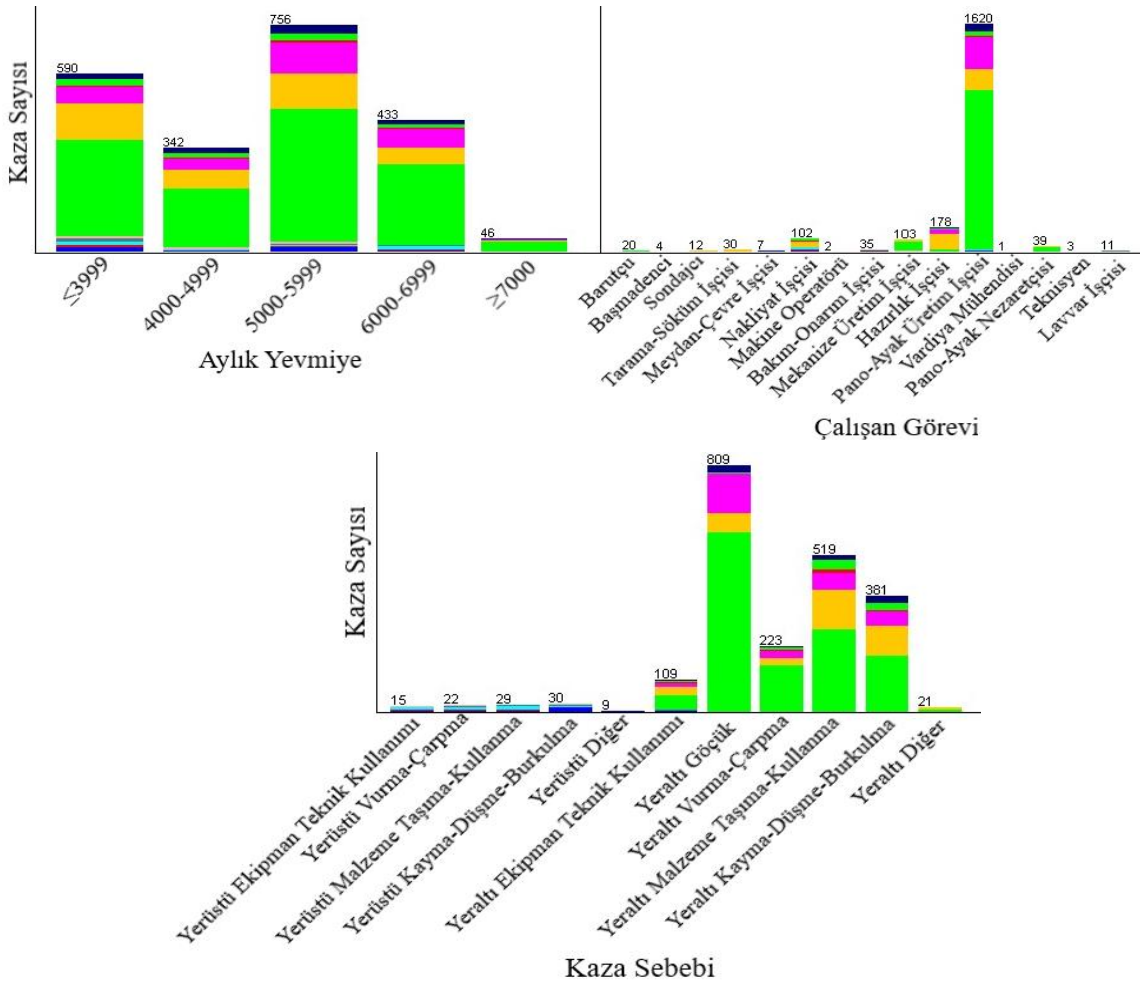 Kaza Sayısı
590
342
756
433
46
≤3999
4000-4999
5000-5999
6000-6999
≥7000
Aylık Yevmiye
20
4
12
30
7
102
2
35
103
178
1620
1
39
3
11
Barutçu
Başmadenci
Sondajcı
Tarama-Söküm İşçisi
Meydan-Çevre İşçisi
Nakliyat İşçisi
Makine Operatörü
Bakım-Onarım İşçisi
Mekanize Üretim İşçisi
Hazırlık İşçisi
Pano-Ayak Üretim İşçisi
Vardiya Mühendisi
Pano-Ayak Nezaretçisi
Teknisyen
Lavvar İşçisi
Çalışan Görevi
Kaza Sayısı
15
22
29
30
9
109
809
223
519
381
21
Yerüstü Ekipman Teknik Kullanımı
Yerüstü Vurma-Çarpma
Yerüstü Malzeme Taşıma-Kullanma
Yerüstü Kayma-Düşme-Burkulma
Yerüstü Diğer
Yeraltı Ekipman Teknik Kullanımı
Yeraltı Göçük
Yeraltı Vurma-Çarpma
Yeraltı Malzeme Taşıma-Kullanma
Yeraltı Kayma-Düşme-Burkulma
Yeraltı Diğer
Kaza Sebebi